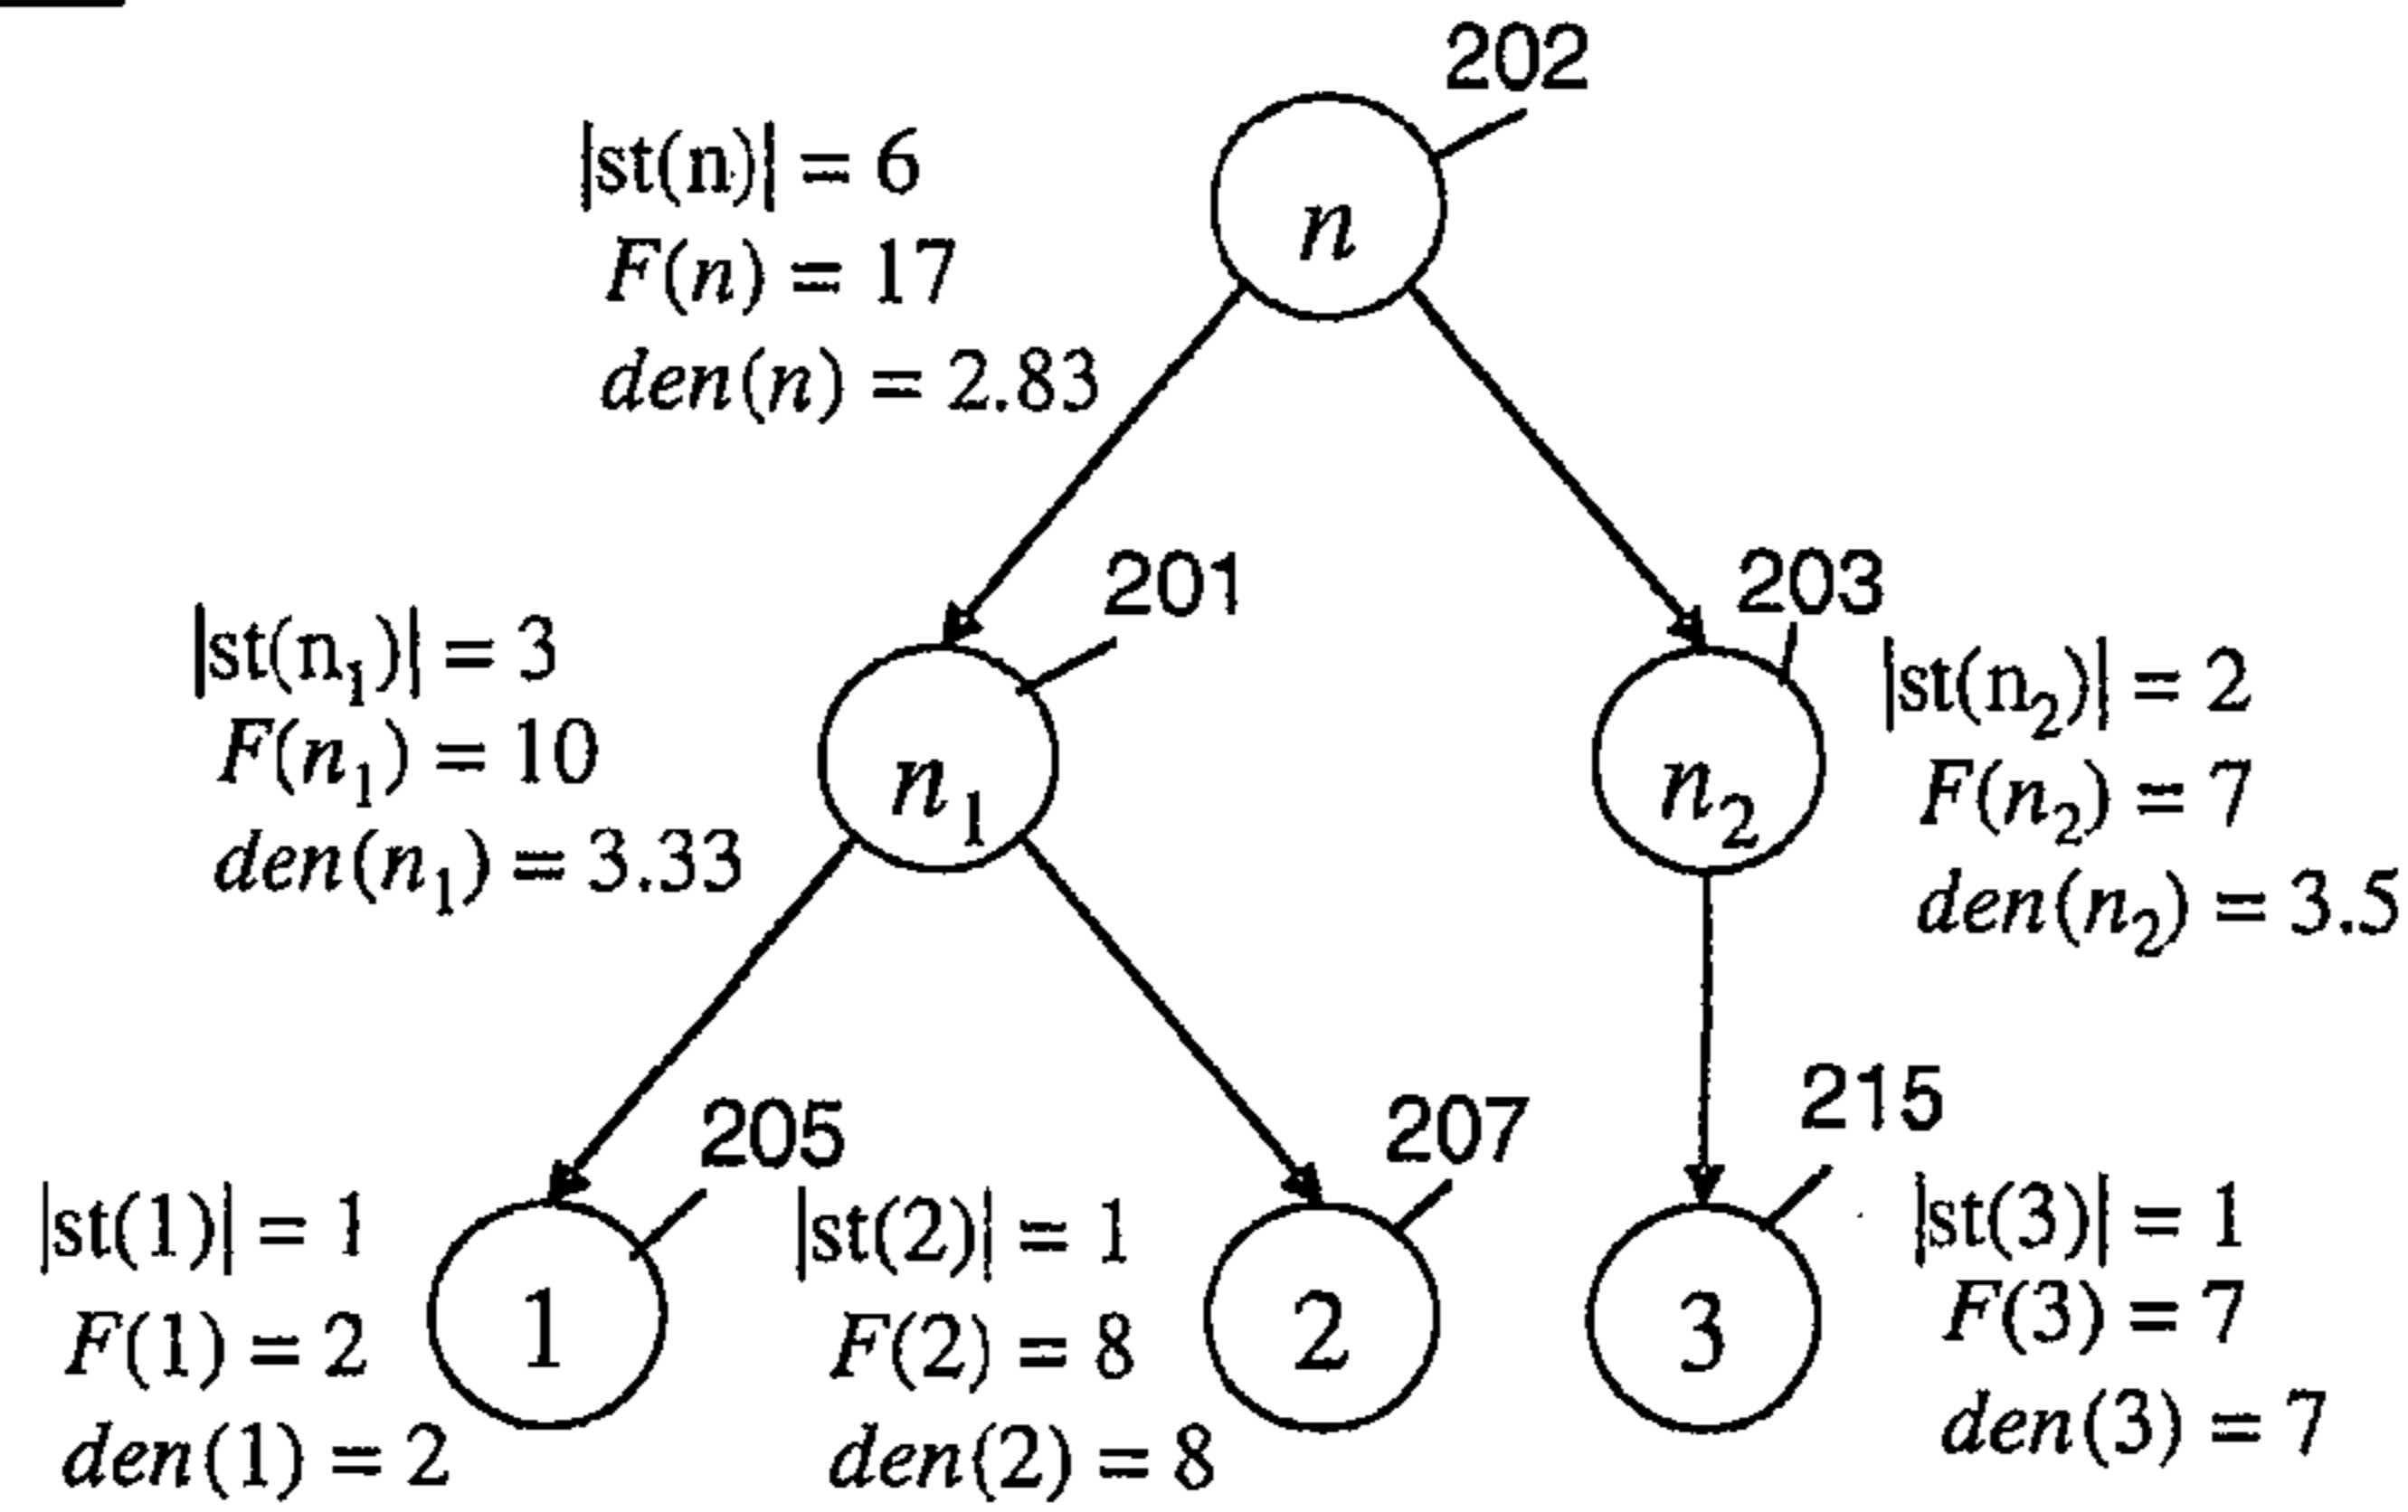 202
|st(n)| = 6
F(n) = 17
den(n) = 2.83
n
201
203
|st(n₁)| = 3
F(n₁) = 10
den(n₁) = 3.33
n₁
n₂
|st(n₂)| = 2
F(n₂) = 7
den(n₂) = 3.5
205
207
215
|st(1)| = 1
F(1) = 2
den(1) = 2
1
|st(2)| = 1
F(2) = 8
den(2) = 8
2
3
|st(3)| = 1
F(3) = 7
den(3) = 7